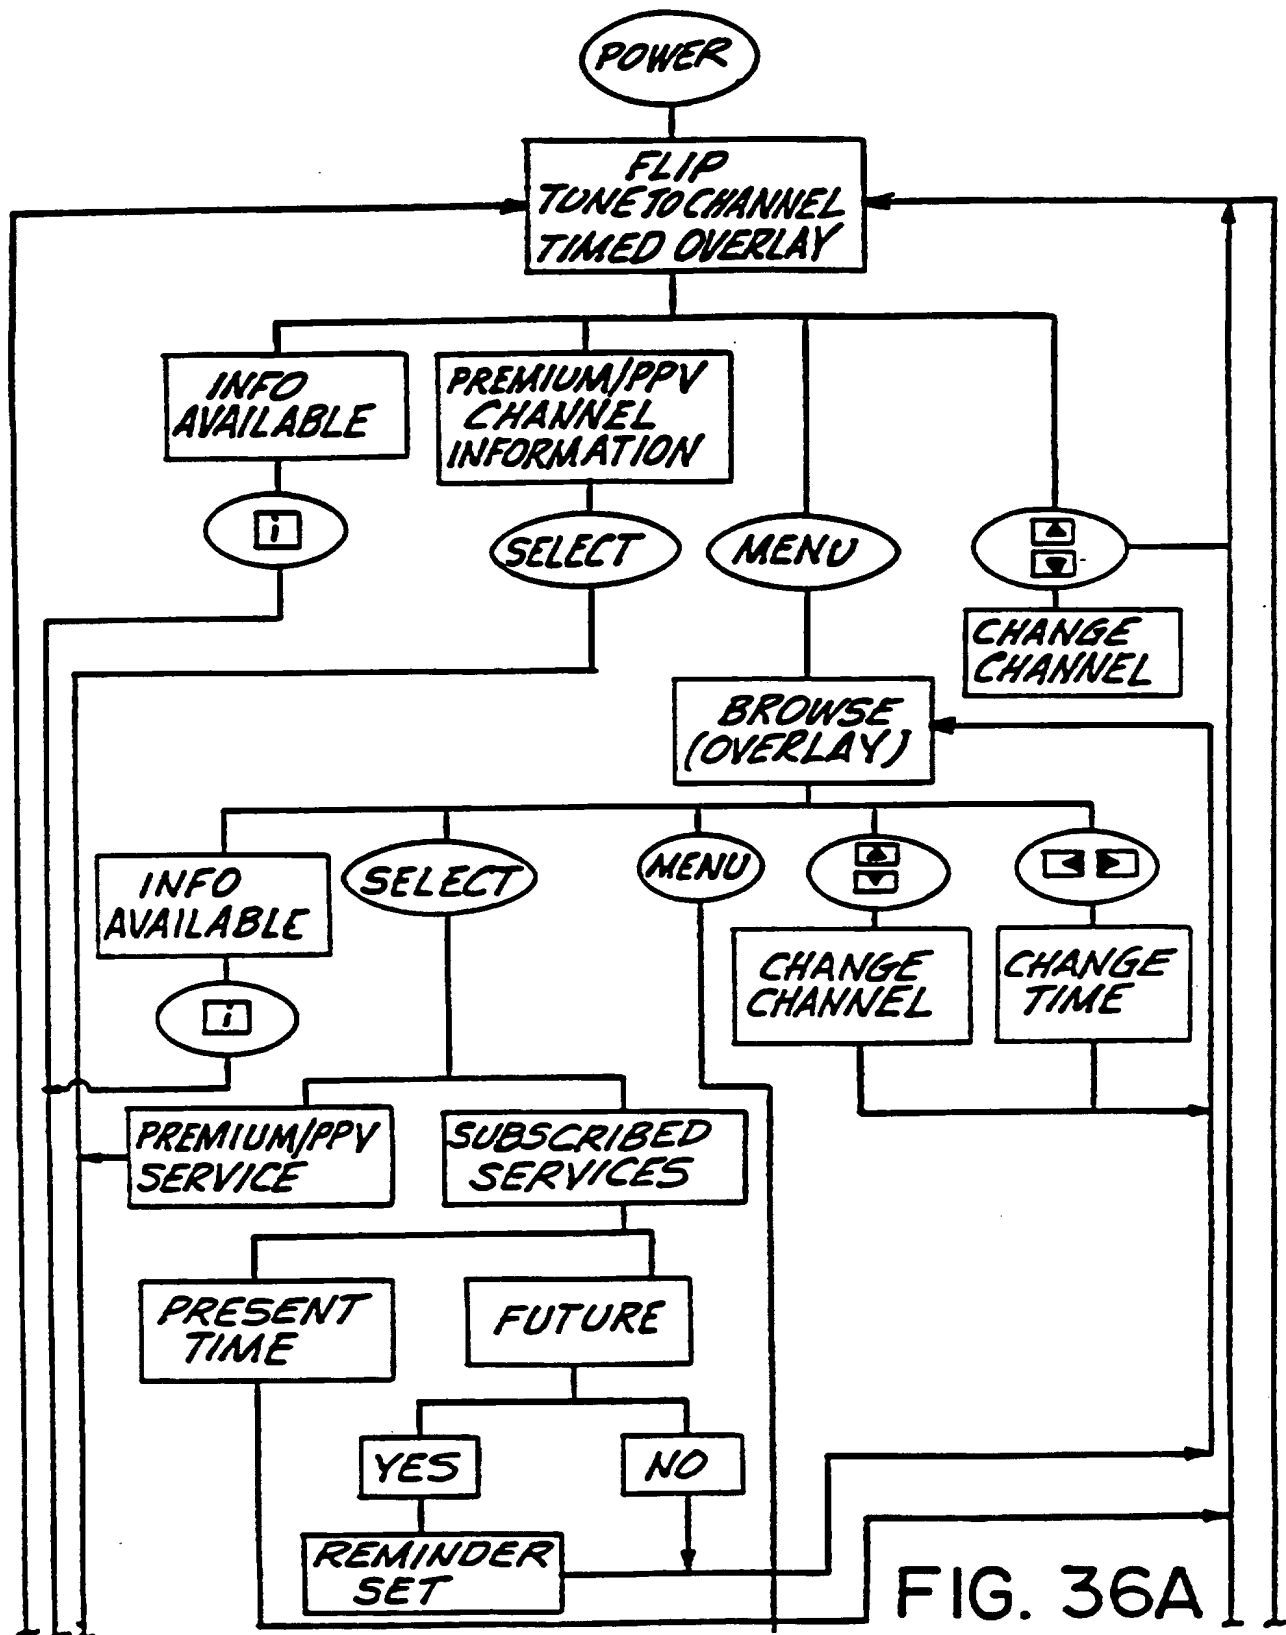 POWER
FLIP
TUNE TO CHANNEL
TIMED OVERLAY
INFO
AVAILABLE
PREMIUM/PPV
CHANNEL
INFORMATION
i
SELECT
MENU
CHANGE
CHANNEL
BROWSE
(OVERLAY)
INFO
AVAILABLE
SELECT
MENU
CHANGE
CHANNEL
CHANGE
TIME
i
PREMIUM/PPV
SERVICE
SUBSCRIBED
SERVICES
PRESENT
TIME
FUTURE
YES
NO
REMINDER
SET
FIG. 36A